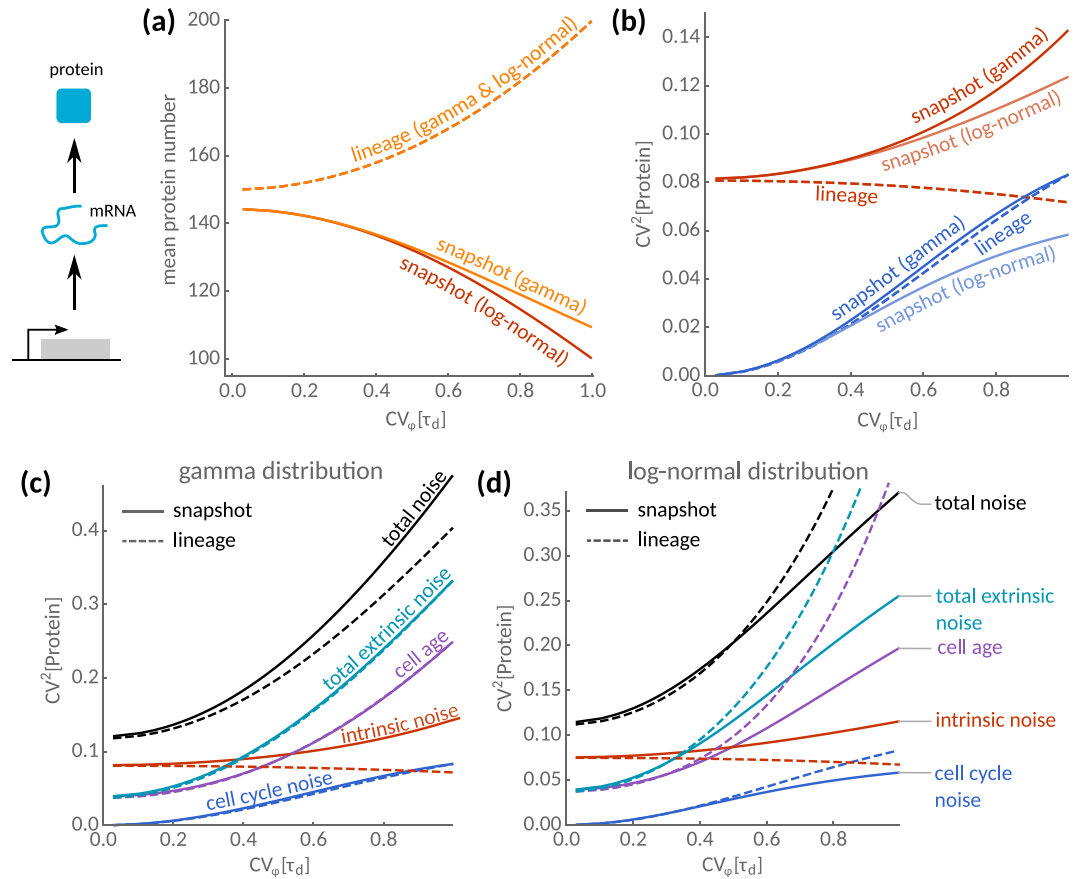 (a)
(b)
protein
mRNA
mean protein number
200
180
160
140
120
100
lineage (gamma & log-normal)
snapshot (gamma)
snapshot (log-normal)
0.0 0.2 0.4 0.6 0.8 1.0
CVφ[τd]
CV²[Protein]
0.14
0.12
0.10
0.08
0.06
0.04
0.02
0.00
snapshot (gamma)
snapshot (log-normal)
lineage
snapshot (gamma)
lineage
snapshot (log-normal)
0.0 0.2 0.4 0.6 0.8
CVφ[τd]
(c)
gamma distribution
snapshot
lineage
CV²[Protein]
0.4
0.3
0.2
0.1
0.0
total noise
total extrinsic noise
cell age
intrinsic noise
cell cycle noise
0.0 0.2 0.4 0.6 0.8
CVφ[τd]
(d)
log-normal distribution
snapshot
lineage
CV²[Protein]
0.35
0.30
0.25
0.20
0.15
0.10
0.05
0.00
total noise
total extrinsic
noise
cell age
intrinsic noise
cell cycle
noise
0.0 0.2 0.4 0.6 0.8
CVφ[τd]